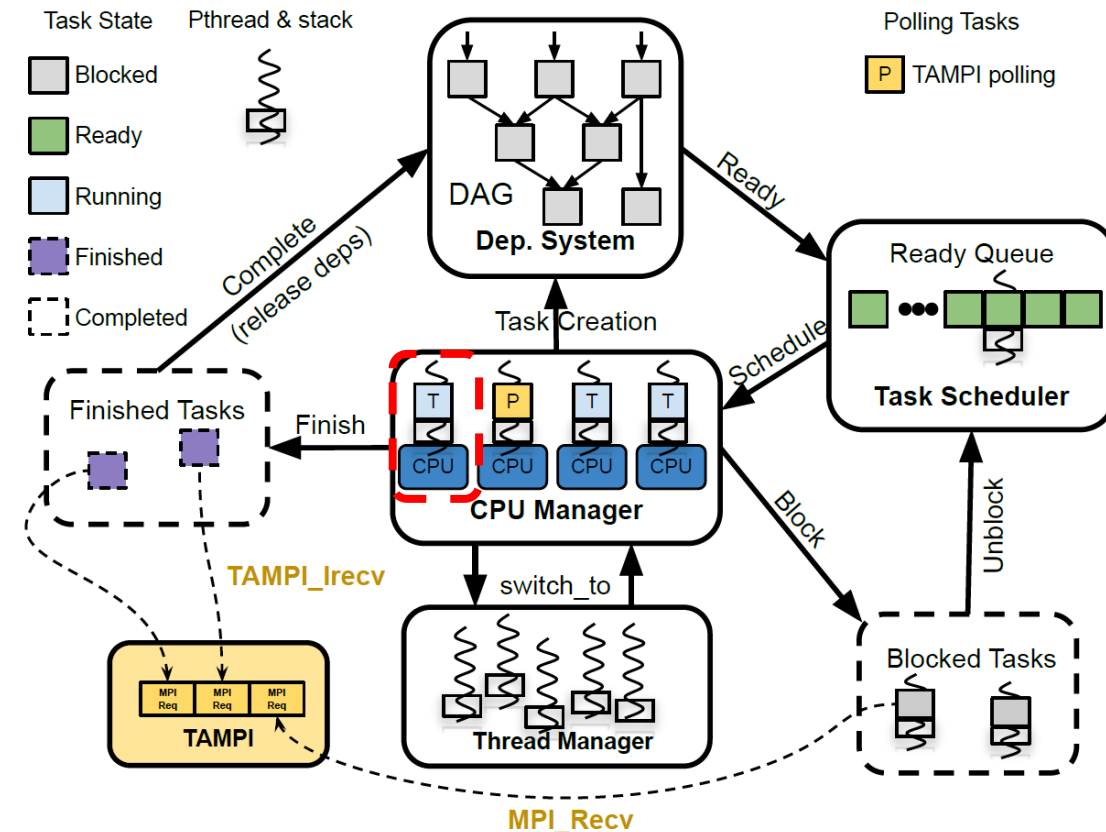 Task State
Pthread & stack
Polling Tasks
Blocked
P
TAMPI polling
Ready
Running
Finished
Completed
DAG
Dep. System
Ready
Complete
(release deps)
Task Creation
Ready Queue
Task Scheduler
Schedule
Finished Tasks
Finish
T
P
T
T
CPU
CPU
CPU
CPU
CPU Manager
Block
Unblock
TAMPI_Irecv
switch_to
Blocked Tasks
MPI
Req
MPI
Req
MPI
Req
TAMPI
Thread Manager
MPI_Recv